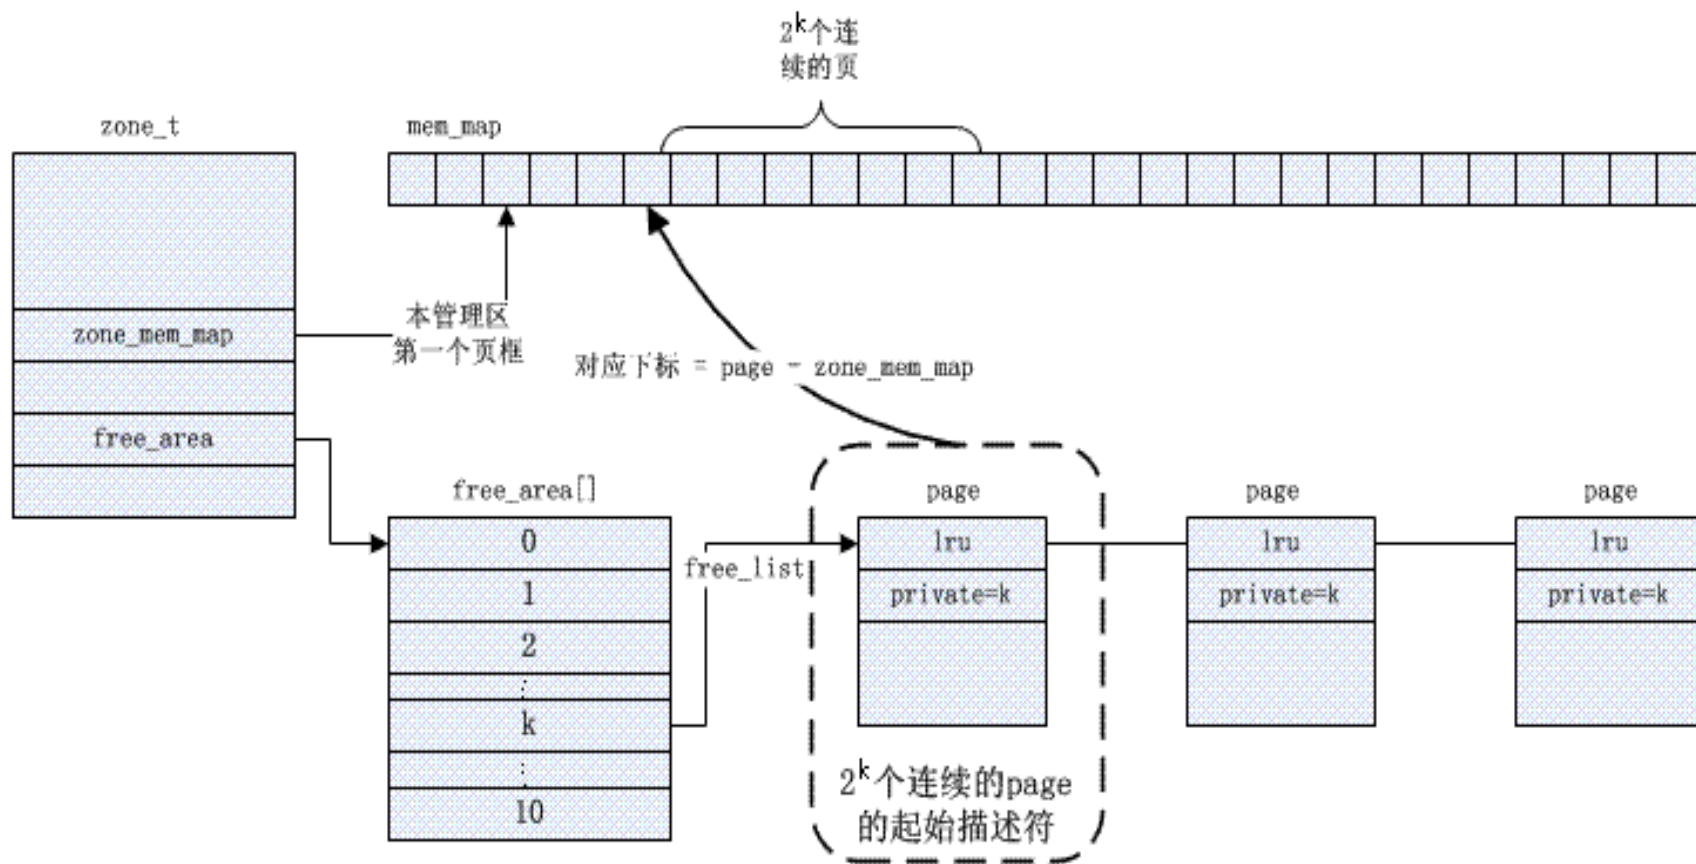 2^k个连
续的页
zone_t
mem_map
zone_mem_map
本管理区
第一个页框
对应下标 = page - zone_mem_map
free_area
free_area[]
page
page
page
0
lru
lru
lru
free_list
1
private=k
private=k
private=k
2
⋮
k
⋮
10
2^k个连续的page
的起始描述符